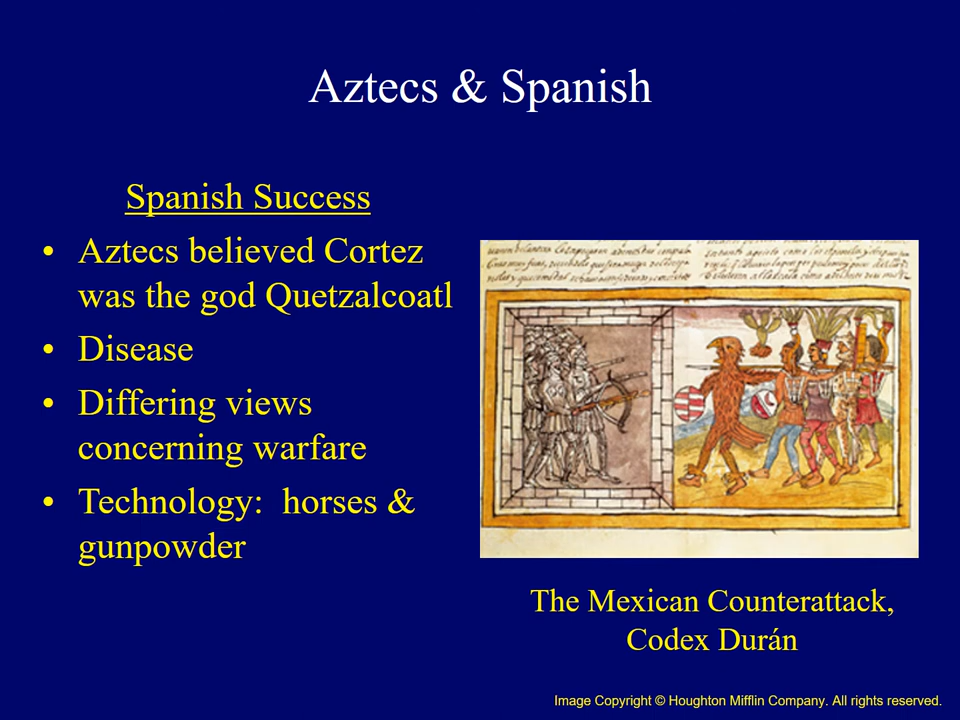 Aztecs & Spanish
Spanish Success
• Aztecs believed Cortez
was the god Quetzalcoatl
• Disease
• Differing views
concerning warfare
• Technology: horses &
gunpowder
The Mexican Counterattack,
Codex Durán
Image Copyright © Houghton Mifflin Company. All rights reserved.